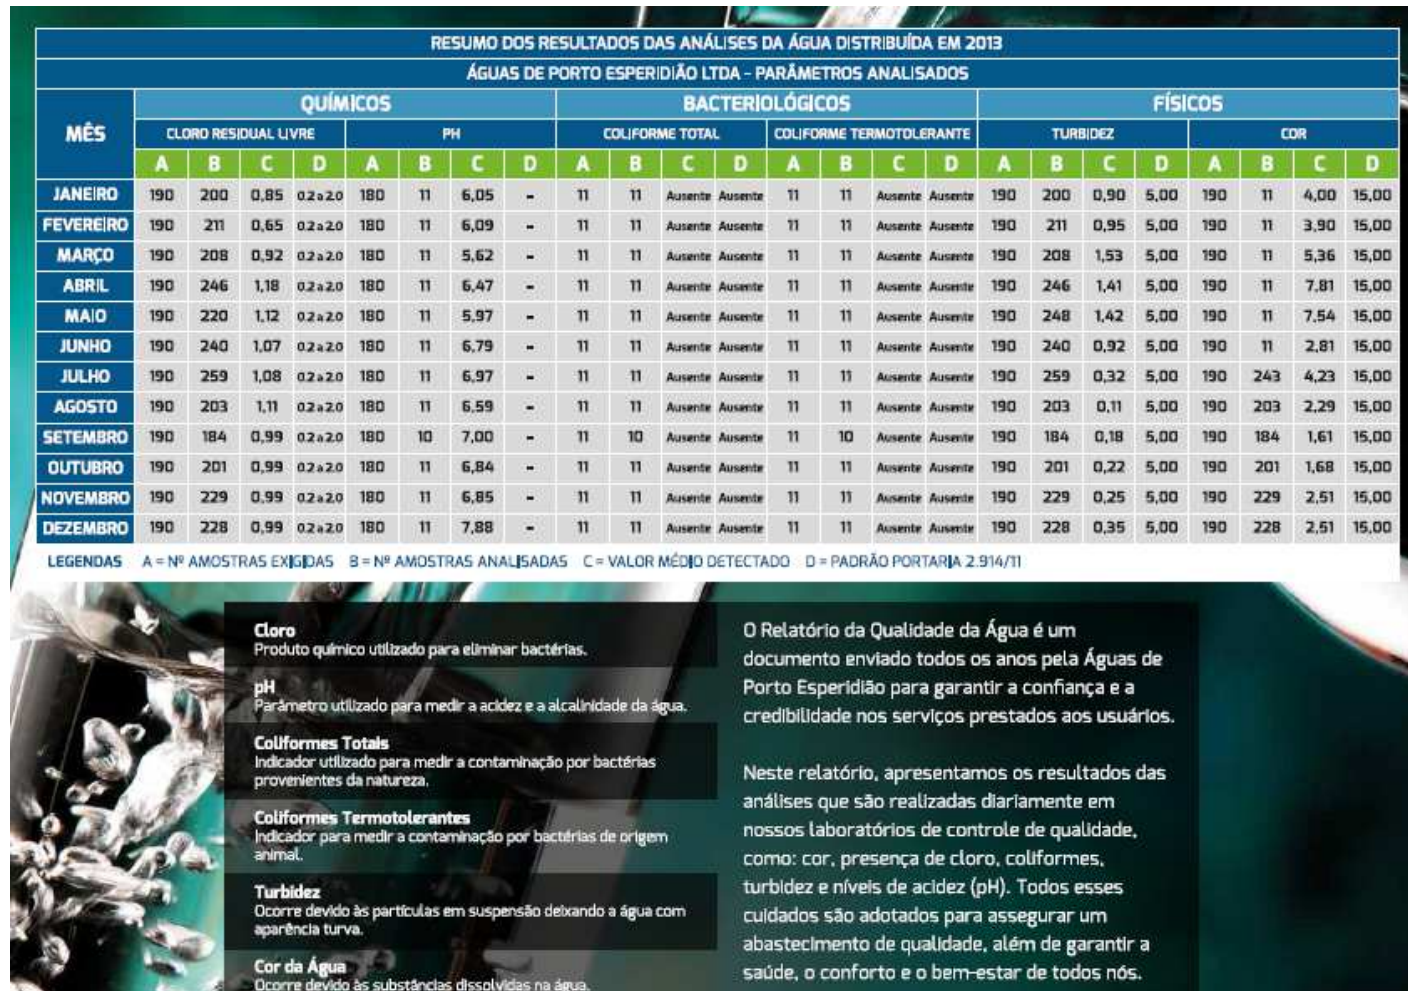 RESUMO DOS RESULTADOS DAS ANÁLISES DA ÁGUA DISTRIBUÍDA EM 2013
ÁGUAS DE PORTO ESPERIDIÃO LTDA - PARÂMETROS ANALISADOS
MÊS QUÍMICOS BACTERIOLÓGICOS FÍSICOS
CLORO RESIDUAL LIVRE PH COLIFORME TOTAL COLIFORME TERMOTOLERANTE TURBIDEZ COR
A B C D A B C D A B C D A B C D A B C D A B C D
JANEIRO 190 200 0,85 0.2 a 2.0 180 11 6,05 - 11 11 Ausente Ausente 11 11 Ausente Ausente 190 200 0,90 5,00 190 11 4,00 15,00
FEVEREIRO 190 211 0,65 0.2 a 2.0 180 11 6,09 - 11 11 Ausente Ausente 11 11 Ausente Ausente 190 211 0,95 5,00 190 11 3,90 15,00
MARÇO 190 208 0,92 0.2 a 2.0 180 11 5,62 - 11 11 Ausente Ausente 11 11 Ausente Ausente 190 208 1,53 5,00 190 11 5,36 15,00
ABRIL 190 246 1,18 0.2 a 2.0 180 11 6,47 - 11 11 Ausente Ausente 11 11 Ausente Ausente 190 246 1,41 5,00 190 11 7,81 15,00
MAIO 190 220 1,12 0.2 a 2.0 180 11 5,97 - 11 11 Ausente Ausente 11 11 Ausente Ausente 190 248 1,42 5,00 190 11 7,54 15,00
JUNHO 190 240 1,07 0.2 a 2.0 180 11 6,79 - 11 11 Ausente Ausente 11 11 Ausente Ausente 190 240 0,92 5,00 190 11 2,81 15,00
JULHO 190 259 1,08 0.2 a 2.0 180 11 6,97 - 11 11 Ausente Ausente 11 11 Ausente Ausente 190 259 0,32 5,00 190 243 4,23 15,00
AGOSTO 190 203 1,11 0.2 a 2.0 180 11 6,59 - 11 11 Ausente Ausente 11 11 Ausente Ausente 190 203 0,11 5,00 190 203 2,29 15,00
SETEMBRO 190 184 0,99 0.2 a 2.0 180 10 7,00 - 11 10 Ausente Ausente 11 10 Ausente Ausente 190 184 0,18 5,00 190 184 1,61 15,00
OUTUBRO 190 201 0,99 0.2 a 2.0 180 11 6,84 - 11 11 Ausente Ausente 11 11 Ausente Ausente 190 201 0,22 5,00 190 201 1,68 15,00
NOVEMBRO 190 229 0,99 0.2 a 2.0 180 11 6,85 - 11 11 Ausente Ausente 11 11 Ausente Ausente 190 229 0,25 5,00 190 229 2,51 15,00
DEZEMBRO 190 228 0,99 0.2 a 2.0 180 11 7,88 - 11 11 Ausente Ausente 11 11 Ausente Ausente 190 228 0,35 5,00 190 228 2,51 15,00
LEGENDAS A = Nº AMOSTRAS EXIGIDAS B = Nº AMOSTRAS ANALISADAS C = VALOR MÉDIO DETECTADO D = PADRÃO PORTARIA 2.914/11
Cloro
Produto químico utilizado para eliminar bactérias.
pH
Parâmetro utilizado para medir a acidez e a alcalinidade da água.
Coliformes Totais
Indicador utilizado para medir a contaminação por bactérias
provenientes da natureza.
Coliformes Termotolerantes
Indicador para medir a contaminação por bactérias de origem
animal.
Turbidez
Ocorre devido às partículas em suspensão deixando a água com
aparência turva.
Cor da Água
Ocorre devido às substâncias dissolvidas na água.
O Relatório da Qualidade da Água é um
documento enviado todos os anos pela Águas de
Porto Esperidião para garantir a confiança e a
credibilidade nos serviços prestados aos usuários.
Neste relatório, apresentamos os resultados das
análises que são realizadas diariamente em
nossos laboratórios de controle de qualidade,
como: cor, presença de cloro, coliformes,
turbidez e níveis de acidez (pH). Todos esses
cuidados são adotados para assegurar um
abastecimento de qualidade, além de garantir a
saúde, o conforto e o bem-estar de todos nós.